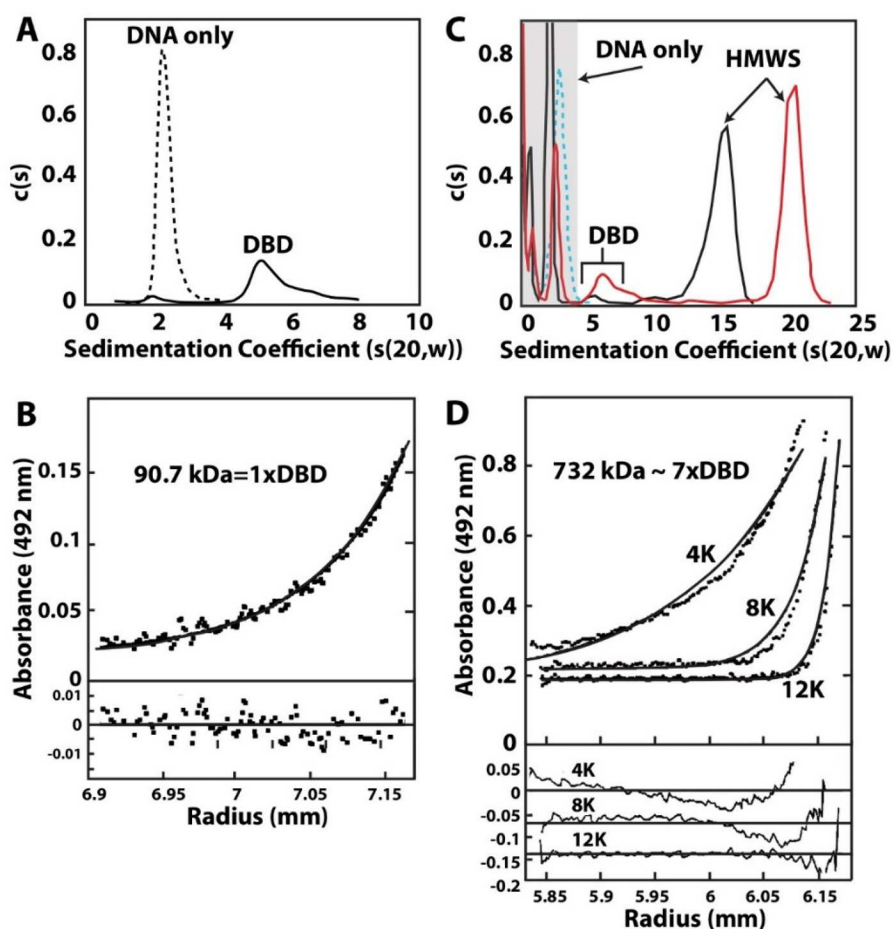 A
DNA only
DBD
c(s)
0.8
0.6
0.4
0.2
0
0 2 4 6 8 10
Sedimentation Coefficient (s(20,w))
C
DNA only
HMWS
DBD
c(s)
0.8
0.6
0.4
0.2
0
0 5 10 15 20 25
Sedimentation Coefficient (s(20,w)
B
90.7 kDa=1xDBD
Absorbance (492 nm)
0.15
0.1
0.05
0
0.01
0
-0.01
6.9 6.95 7 7.05 7.15
Radius (mm)
D
732 kDa ~ 7xDBD
4K
8K
12K
Absorbance (492 nm)
0.8
0.6
0.4
0.2
0
4K
8K
12K
0.05
0
-0.05
-0.1
-0.15
-0.2
5.85 5.9 5.95 6 6.05 6.15
Radius (mm)